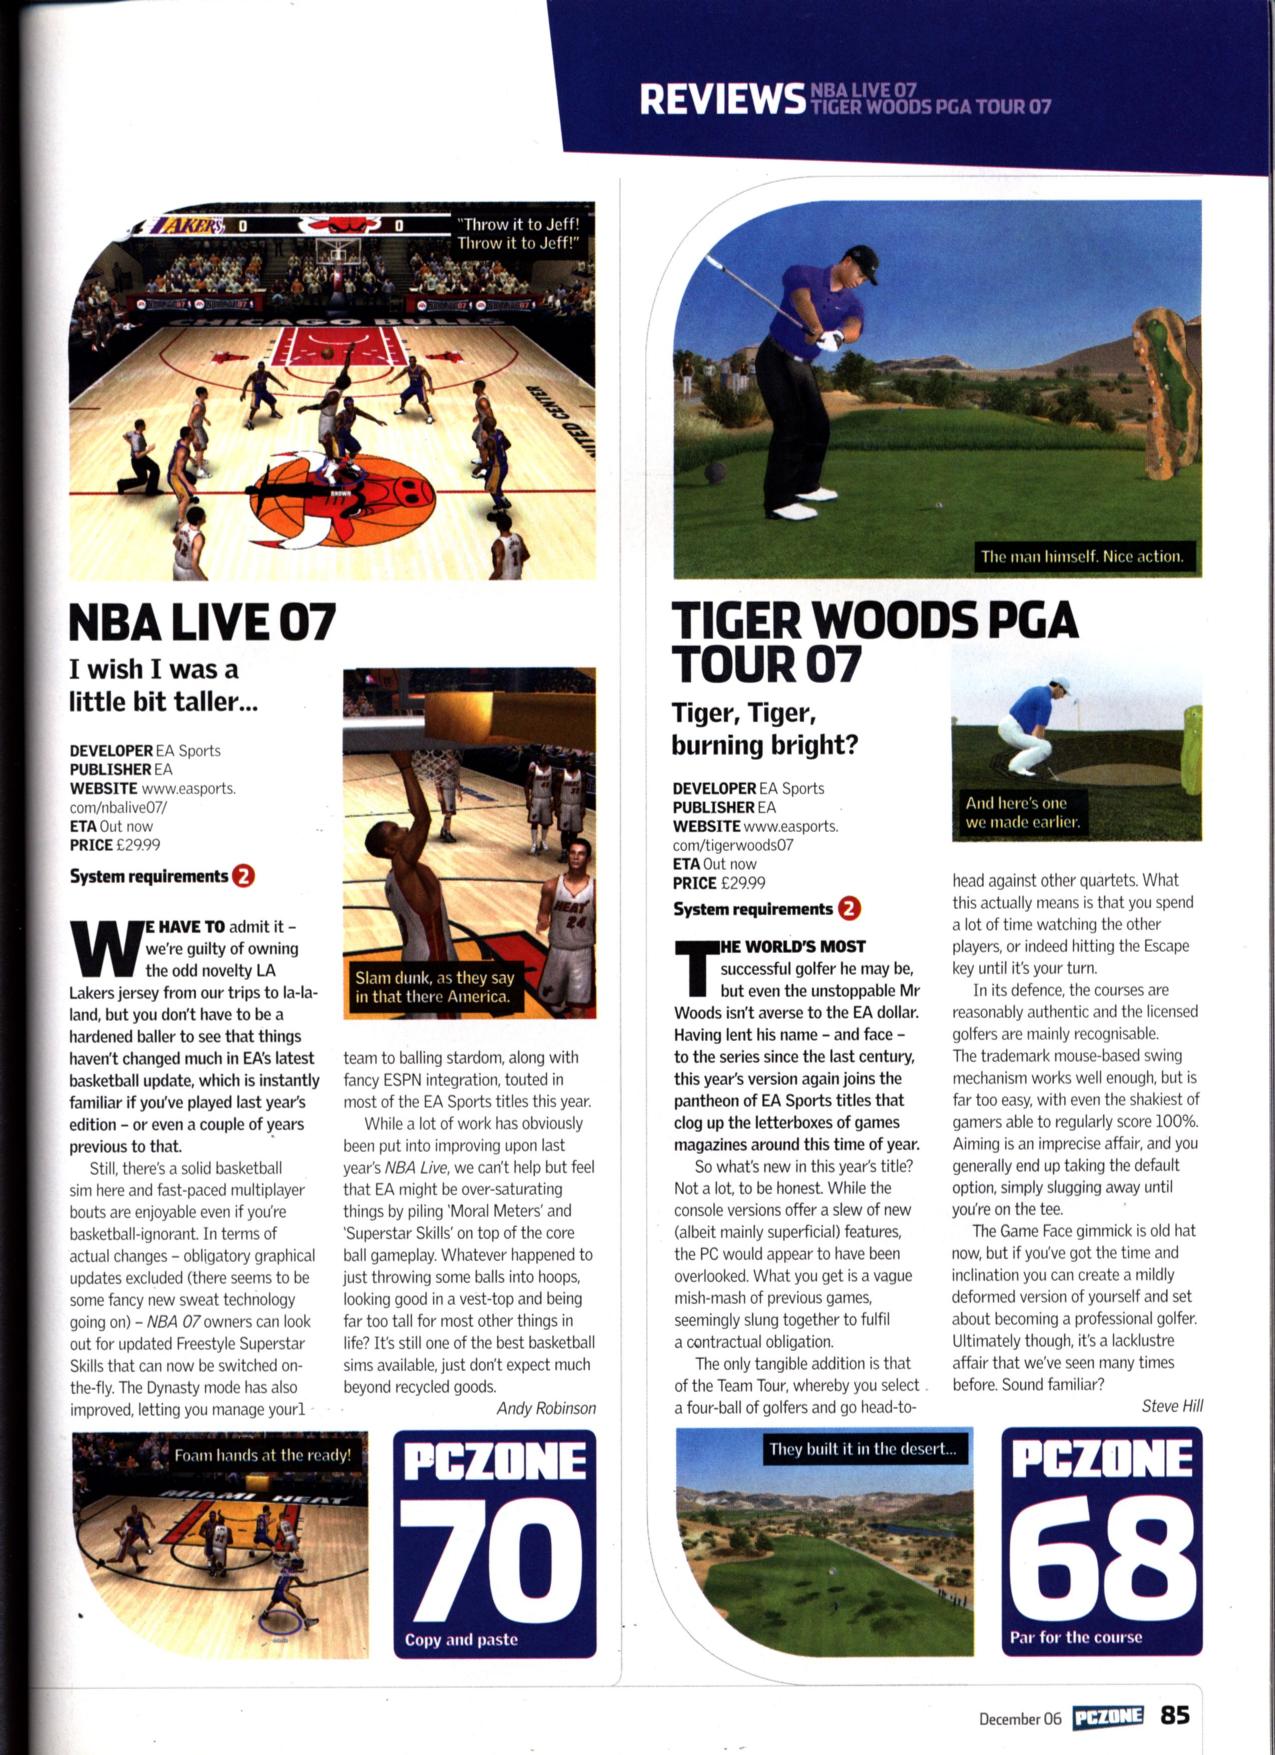 REVIEWS NBA LIVE 07
TIGER WOODS PGA TOUR 07
LAKERS 0 0
"Throw it to Jeff!
Throw it to Jeff!"
CHICAGO BULLS
UNITED CENTER
BROWN
NBA LIVE 07
I wish I was a
little bit taller...
DEVELOPER EA Sports
PUBLISHER EA
WEBSITE www.easports.
com/nbalive07/
ETA Out now
PRICE £29.99
System requirements 2
WE HAVE TO admit it –
we're guilty of owning
the odd novelty LA
Lakers jersey from our trips to la-la-
land, but you don't have to be a
hardened baller to see that things
haven't changed much in EA's latest
basketball update, which is instantly
familiar if you've played last year's
edition – or even a couple of years
previous to that.
Still, there's a solid basketball
sim here and fast-paced multiplayer
bouts are enjoyable even if you're
basketball-ignorant. In terms of
actual changes – obligatory graphical
updates excluded (there seems to be
some fancy new sweat technology
going on) – NBA 07 owners can look
out for updated Freestyle Superstar
Skills that can now be switched on-
the-fly. The Dynasty mode has also
improved, letting you manage your1
HEAT
24
Slam dunk, as they say
in that there America.
team to balling stardom, along with
fancy ESPN integration, touted in
most of the EA Sports titles this year.
While a lot of work has obviously
been put into improving upon last
year's NBA Live, we can't help but feel
that EA might be over-saturating
things by piling 'Moral Meters' and
'Superstar Skills' on top of the core
ball gameplay. Whatever happened to
just throwing some balls into hoops,
looking good in a vest-top and being
far too tall for most other things in
life? It's still one of the best basketball
sims available, just don't expect much
beyond recycled goods.
Andy Robinson
Foam hands at the ready!
MIAMI HEAT
PCZONE
70
Copy and paste
The man himself. Nice action.
TIGER WOODS PGA
TOUR 07
Tiger, Tiger,
burning bright?
DEVELOPER EA Sports
PUBLISHER EA
WEBSITE www.easports.
com/tigerwoods07
ETA Out now
PRICE £29.99
System requirements 2
THE WORLD'S MOST
successful golfer he may be,
but even the unstoppable Mr
Woods isn't averse to the EA dollar.
Having lent his name – and face –
to the series since the last century,
this year's version again joins the
pantheon of EA Sports titles that
clog up the letterboxes of games
magazines around this time of year.
So what's new in this year's title?
Not a lot, to be honest. While the
console versions offer a slew of new
(albeit mainly superficial) features,
the PC would appear to have been
overlooked. What you get is a vague
mish-mash of previous games,
seemingly slung together to fulfil
a contractual obligation.
The only tangible addition is that
of the Team Tour, whereby you select
a four-ball of golfers and go head-to-
And here's one
we made earlier.
head against other quartets. What
this actually means is that you spend
a lot of time watching the other
players, or indeed hitting the Escape
key until it's your turn.
In its defence, the courses are
reasonably authentic and the licensed
golfers are mainly recognisable.
The trademark mouse-based swing
mechanism works well enough, but is
far too easy, with even the shakiest of
gamers able to regularly score 100%.
Aiming is an imprecise affair, and you
generally end up taking the default
option, simply slugging away until
you're on the tee.
The Game Face gimmick is old hat
now, but if you've got the time and
inclination you can create a mildly
deformed version of yourself and set
about becoming a professional golfer.
Ultimately though, it's a lacklustre
affair that we've seen many times
before. Sound familiar?
Steve Hill
They built it in the desert...
PCZONE
68
Par for the course
December 06 PCZONE 85